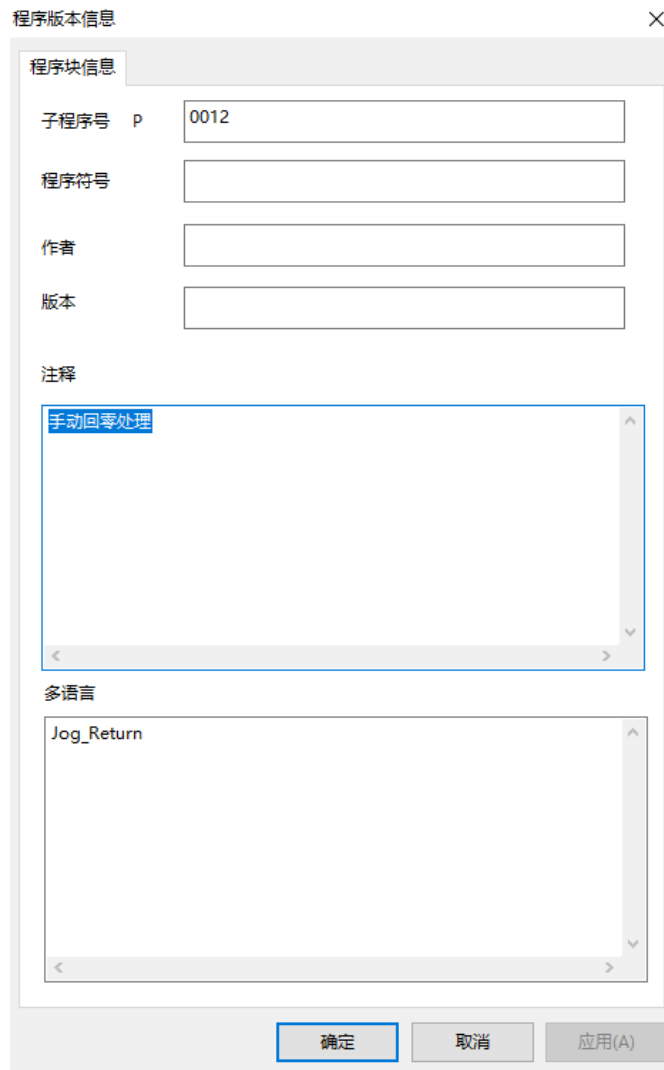 程序版本信息
程序块信息
子程序号 P 0012
程序符号
作者
版本
注释
手动回零处理
多语言
Jog_Return
确定 取消 应用(A)